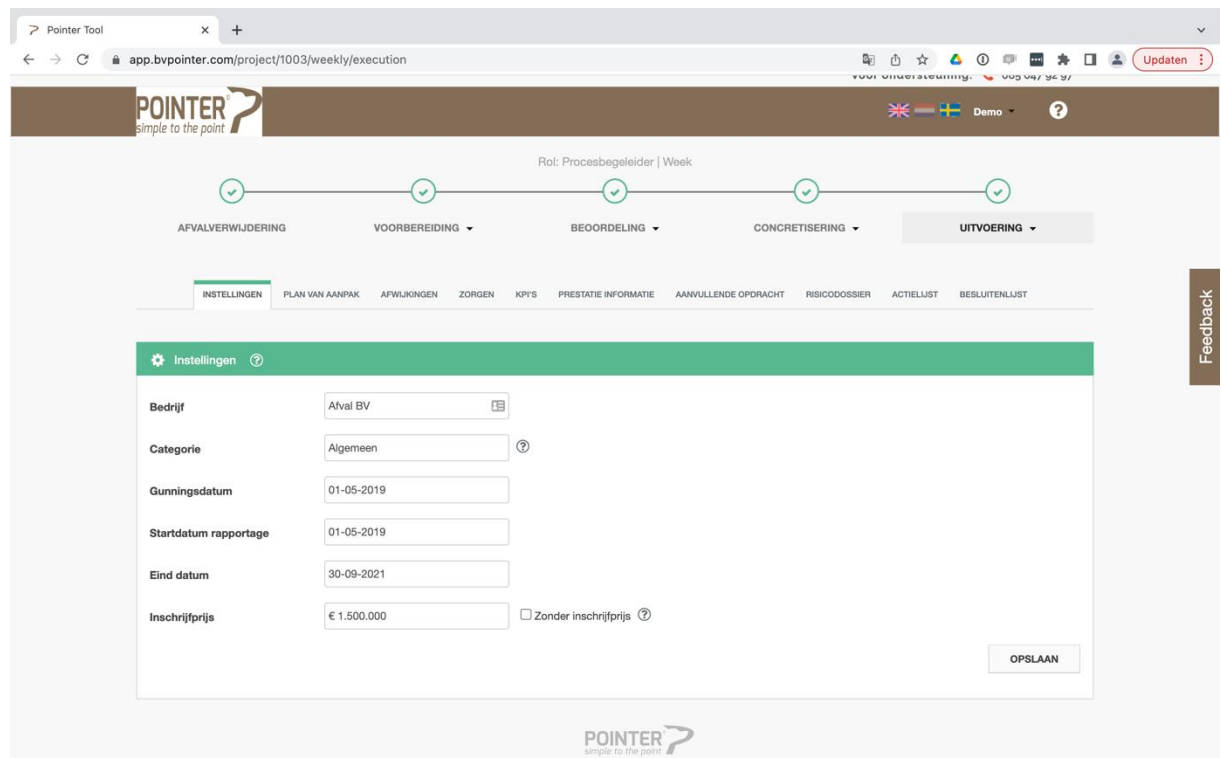 Pointer Tool
app.bvpointer.com/project/1003/weekly/execution
Updaten
Voor ondersteuning:
POINTER
simple to the point
Demo
Rol: Procesbegeleider | Week
AFVALVERWIJDERING VOORBEREIDING BEOORDELING CONCRETISERING UITVOERING
INSTELLINGEN PLAN VAN AANPAK AFWIJKINGEN ZORGEN KPI'S PRESTATIE INFORMATIE AANVULLENDE OPDRACHT RISICODOSSIER ACTIELIJST BESLUITENLIJST
Feedback
Instellingen
Bedrijf Afval BV
Categorie Algemeen
Gunningsdatum 01-05-2019
Startdatum rapportage 01-05-2019
Eind datum 30-09-2021
Inschrijfprijs € 1.500.000 Zonder inschrijfprijs
OPSLAAN
POINTER
simple to the point